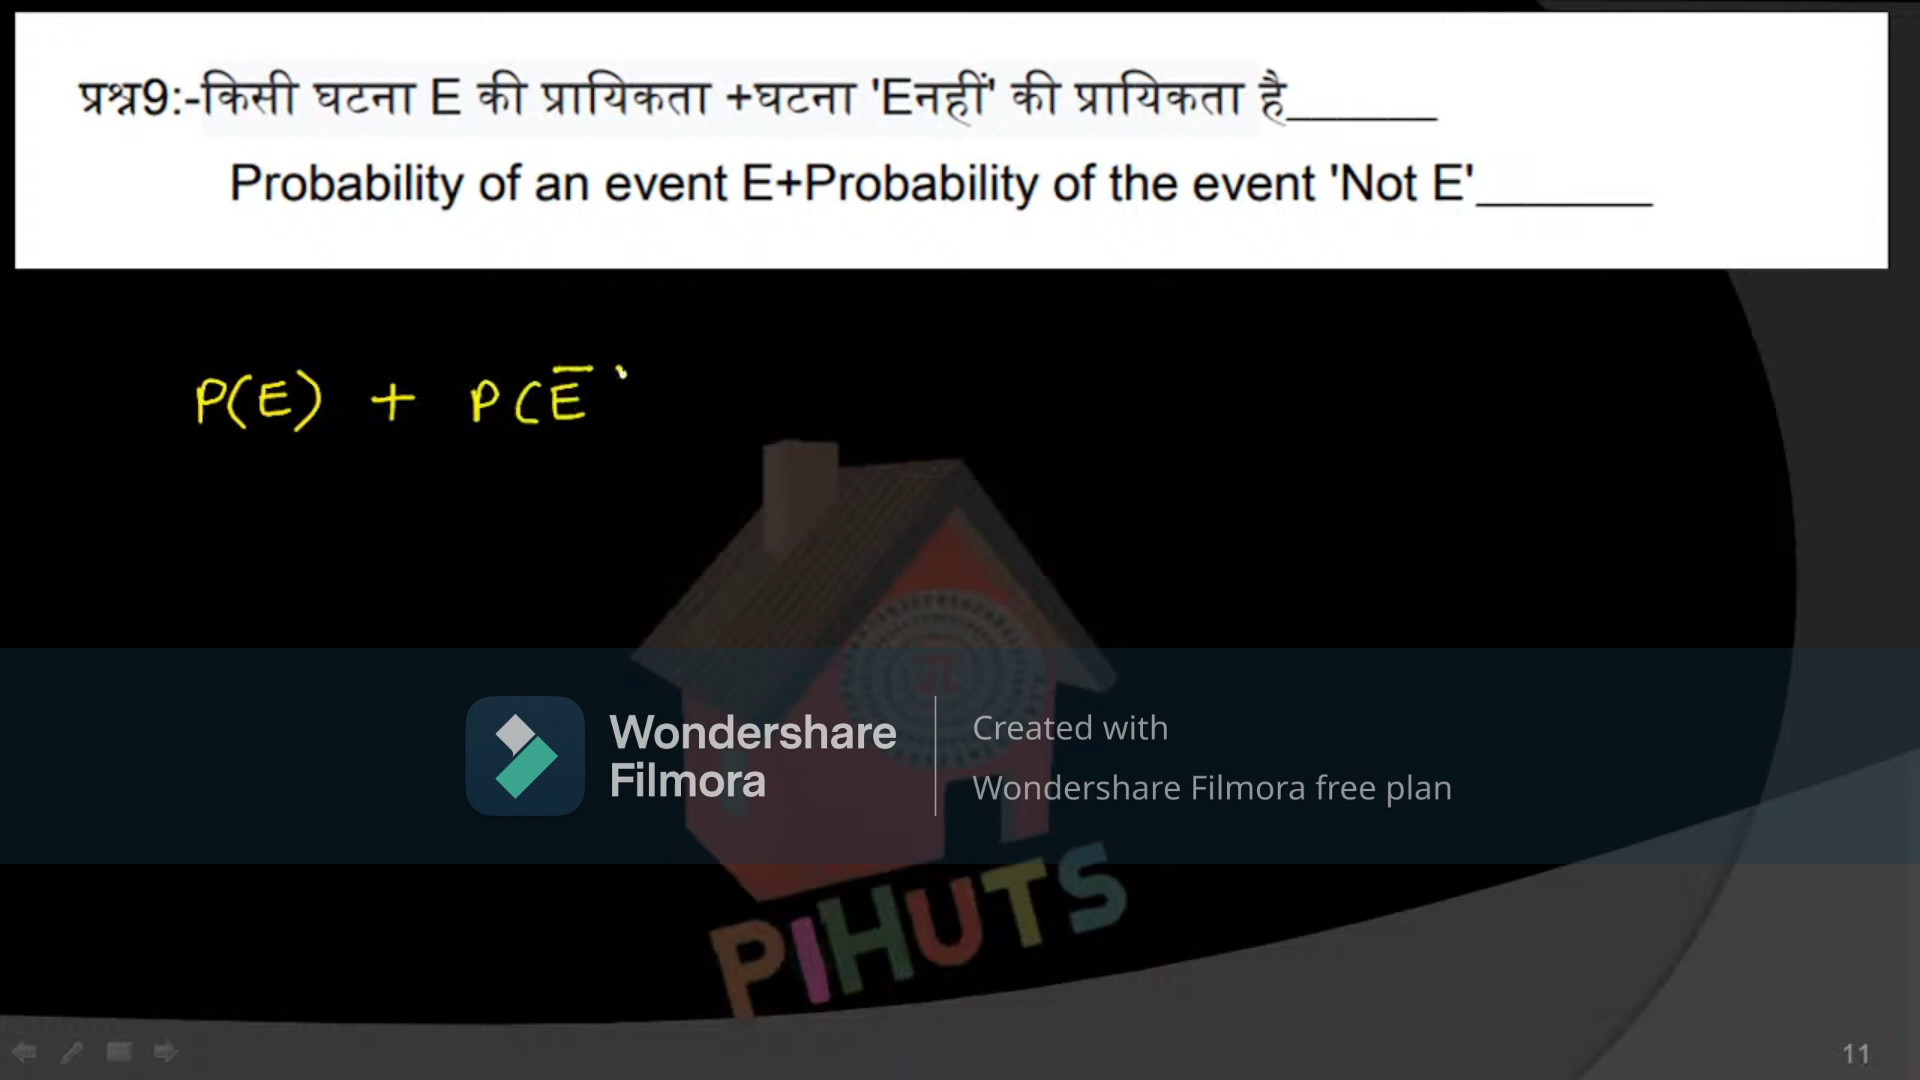 प्रश्न9:-किसी घटना E की प्रायिकता +घटना 'Eनहीं' की प्रायिकता है______
Probability of an event E+Probability of the event 'Not E'_______
P(E) + P(E̅
Wondershare
Filmora
Created with
Wondershare Filmora free plan
π
PIHUTS
11